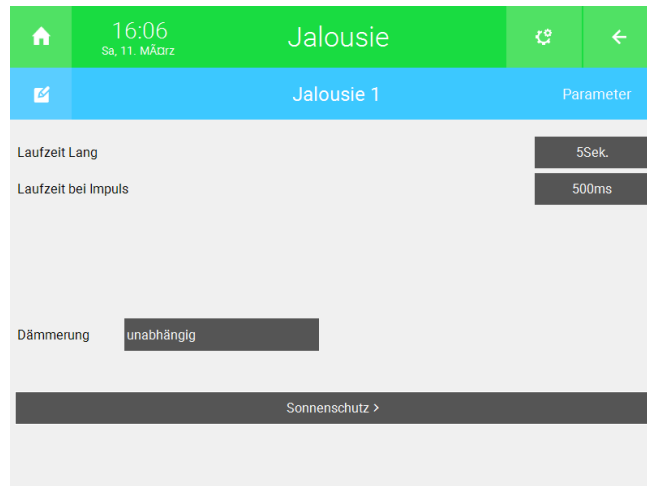 16:06
Sa, 11. MÃ¤rz
Jalousie
Jalousie 1
Parameter
Laufzeit Lang
5Sek.
Laufzeit bei Impuls
500ms
Dämmerung
unabhängig
Sonnenschutz >